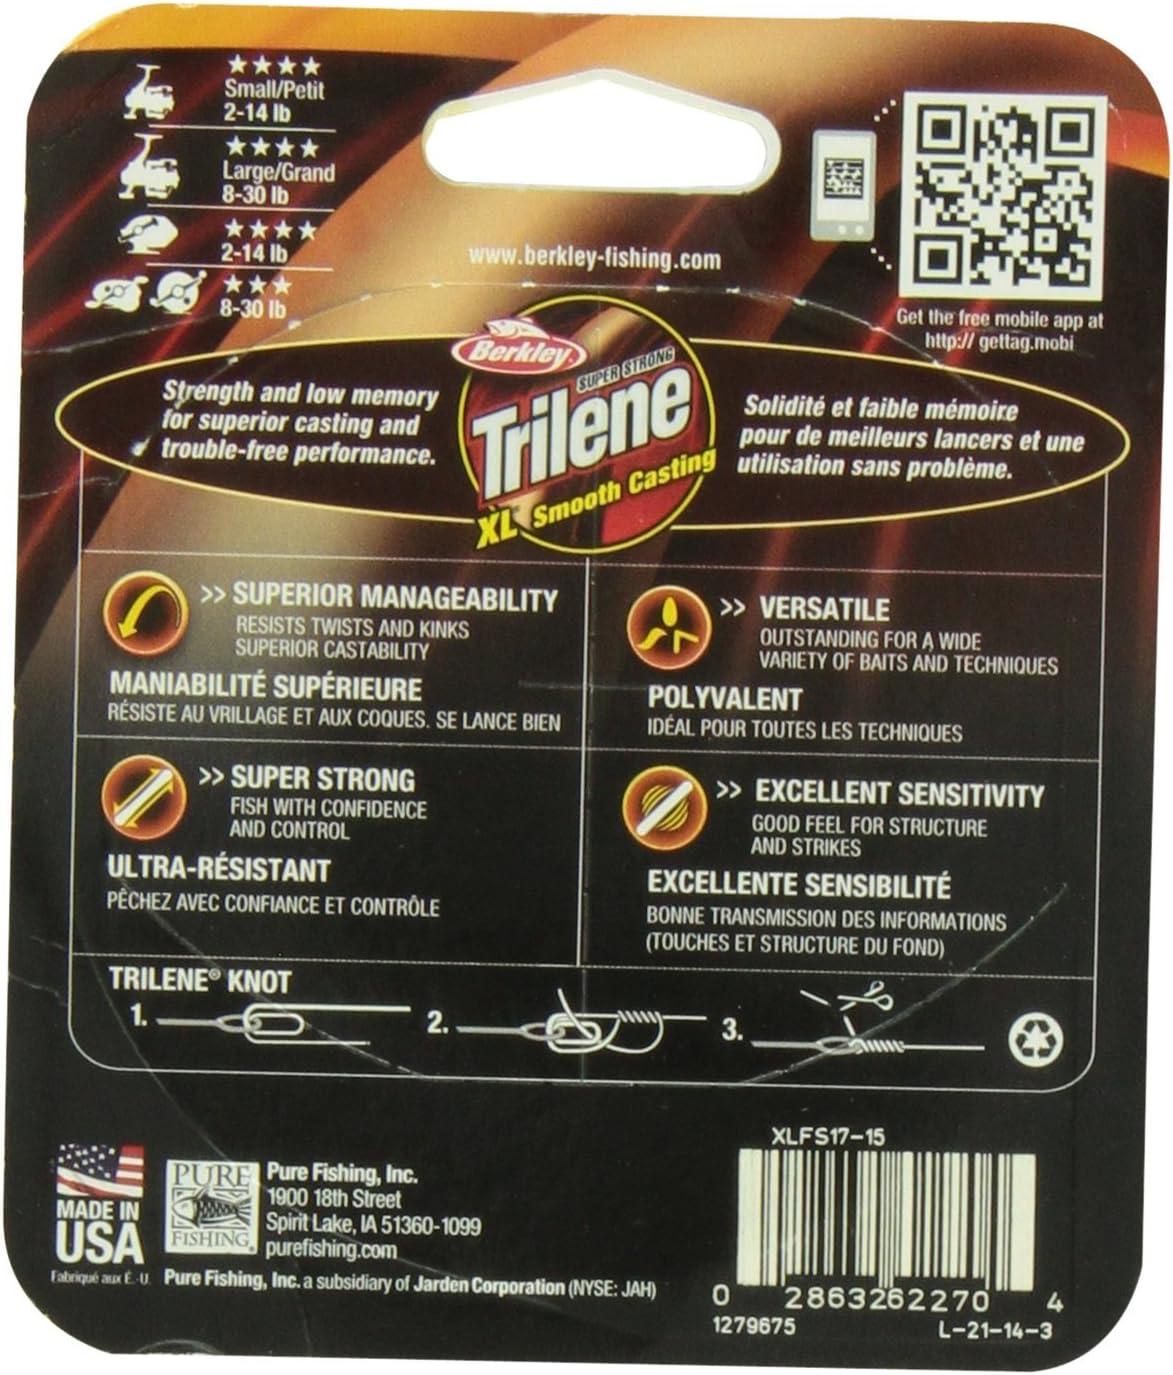 ★★★★
Small/Petit
2-14 lb
★★★★
Large/Grand
8-30 lb
★★★★
2-14 lb
★★★
8-30 lb
www.berkley-fishing.com
Get the free mobile app at
http:// gettag.mobi
Strength and low memory
for superior casting and
trouble-free performance.
Berkley
SUPER STRONG
Trilene
XL Smooth Casting
Solidité et faible mémoire
pour de meilleurs lancers et une
utilisation sans problème.
>> SUPERIOR MANAGEABILITY
RESISTS TWISTS AND KINKS
SUPERIOR CASTABILITY
MANIABILITÉ SUPÉRIEURE
RÉSISTE AU VRILLAGE ET AUX COQUES. SE LANCE BIEN
>> VERSATILE
OUTSTANDING FOR A WIDE
VARIETY OF BAITS AND TECHNIQUES
POLYVALENT
IDÉAL POUR TOUTES LES TECHNIQUES
>> SUPER STRONG
FISH WITH CONFIDENCE
AND CONTROL
ULTRA-RÉSISTANT
PÊCHEZ AVEC CONFIANCE ET CONTRÔLE
>> EXCELLENT SENSITIVITY
GOOD FEEL FOR STRUCTURE
AND STRIKES
EXCELLENTE SENSIBILITÉ
BONNE TRANSMISSION DES INFORMATIONS
(TOUCHES ET STRUCTURE DU FOND)
TRILENE® KNOT
1. 2. 3.
MADE IN
USA
Fabriqué aux É.-U.
PURE
FISHING®
Pure Fishing, Inc.
1900 18th Street
Spirit Lake, IA 51360-1099
purefishing.com
Pure Fishing, Inc. a subsidiary of Jarden Corporation (NYSE: JAH)
XLFS17-15
0 2863262270 4
1279675 L-21-14-3